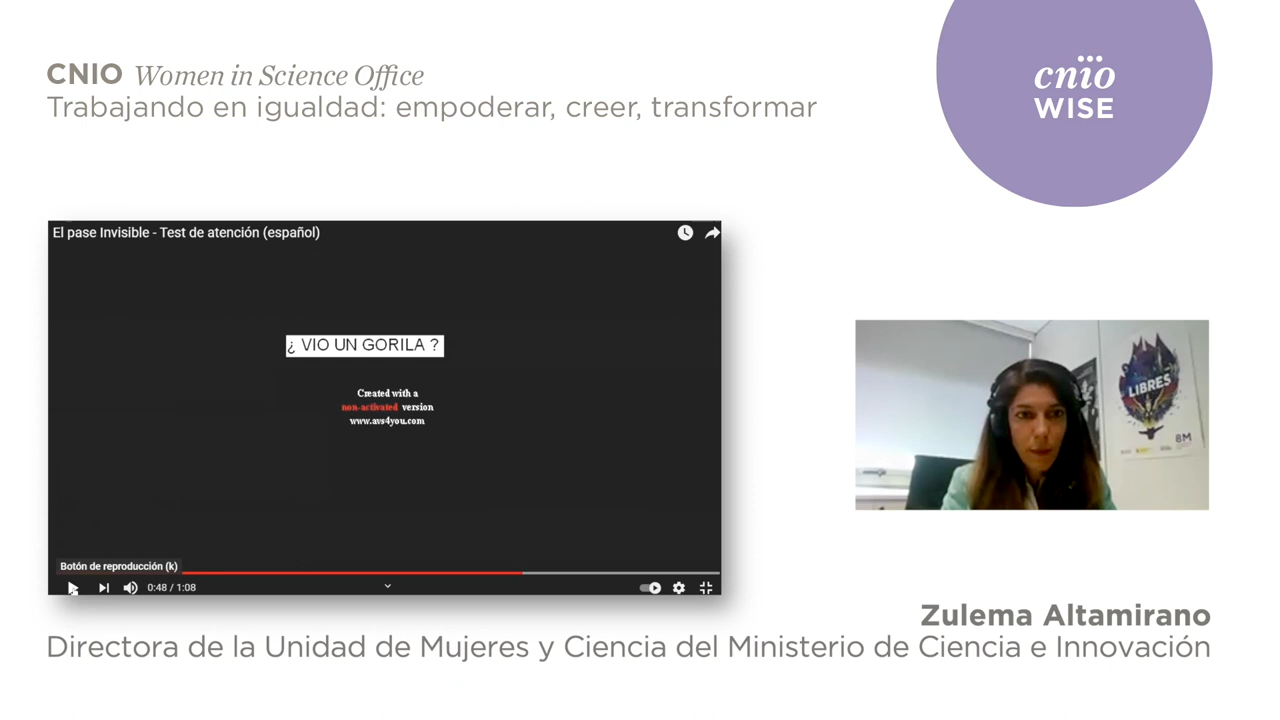 CNIO Women in Science Office
Trabajando en igualdad: empoderar, creer, transformar
cnio
WISE
El pase Invisible - Test de atención (español)
¿ VIO UN GORILA ?
Created with a
non-activated version
www.avs4you.com
Botón de reproducción (k)
0:48 / 1:08
LIBRES
8M
Zulema Altamirano
Directora de la Unidad de Mujeres y Ciencia del Ministerio de Ciencia e Innovación